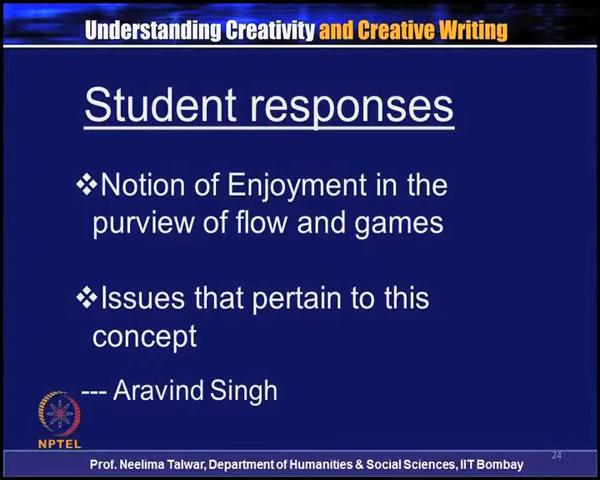 Understanding Creativity and Creative Writing
Student responses
❖Notion of Enjoyment in the
purview of flow and games
❖Issues that pertain to this
concept
--- Aravind Singh
NPTEL
24
Prof. Neelima Talwar, Department of Humanities & Social Sciences, IIT Bombay